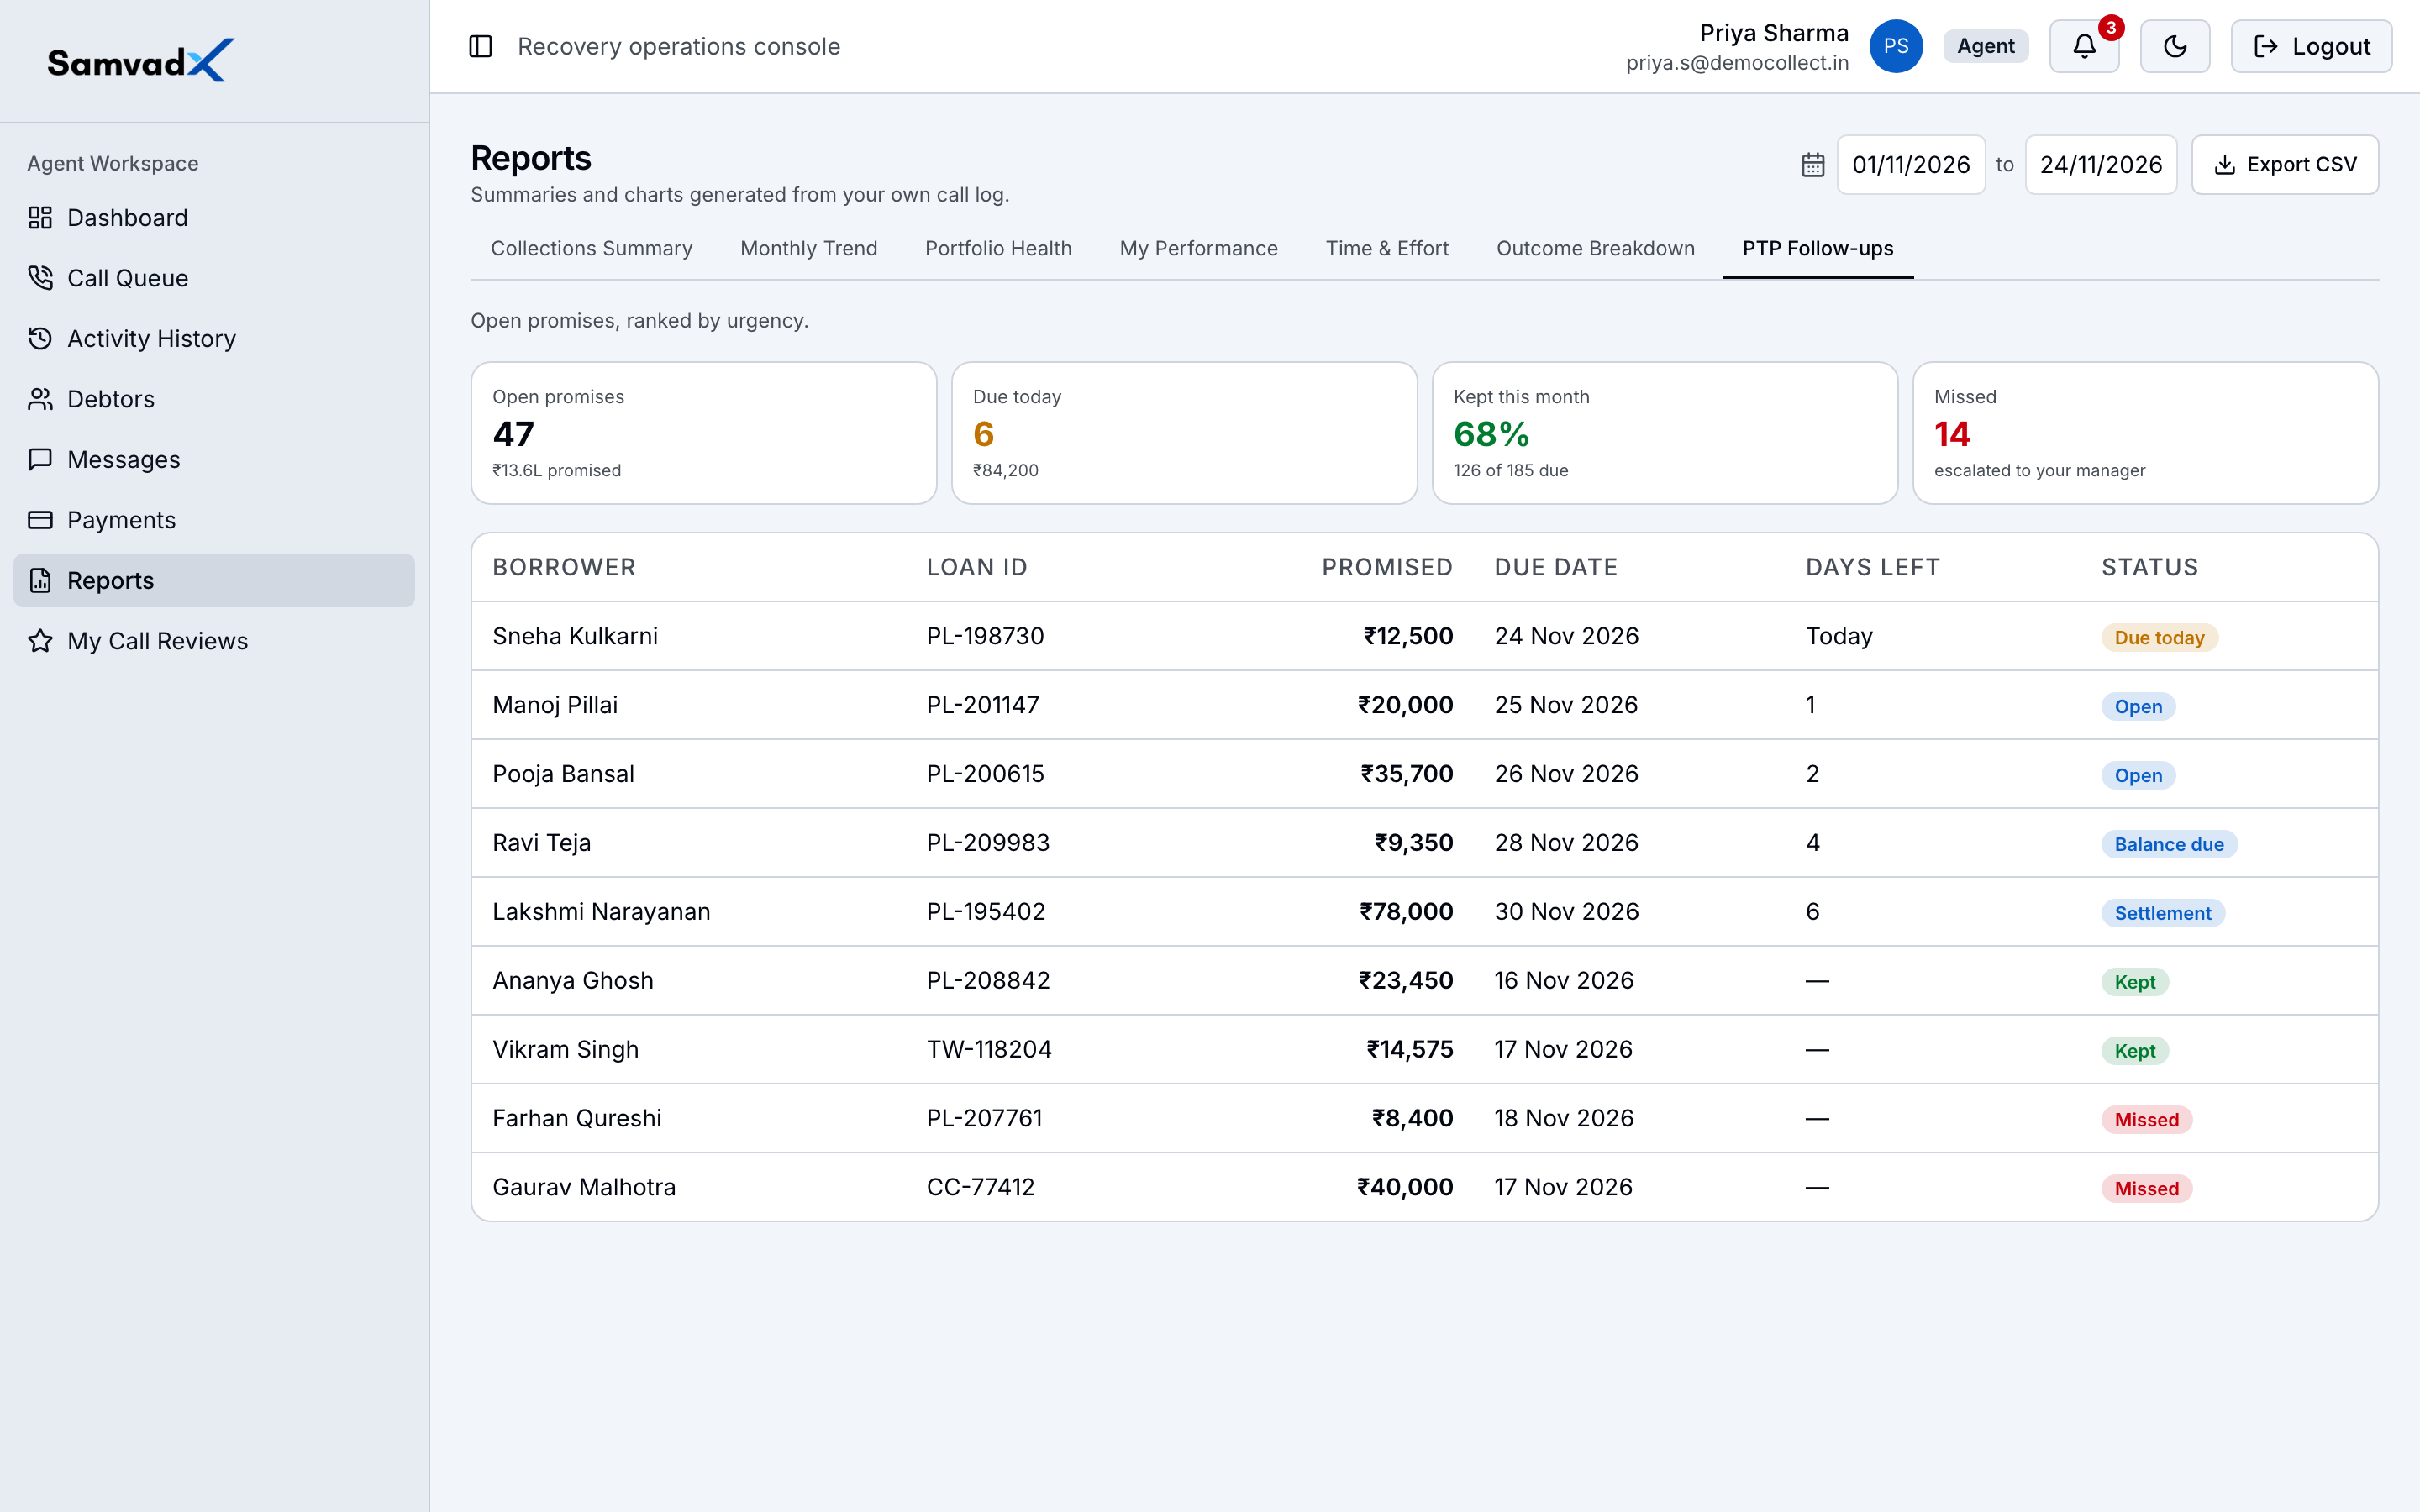 SamvadX
Recovery operations console
Priya Sharma
priya.s@democollect.in
PS
Agent
3
Logout
Agent Workspace
Dashboard
Call Queue
Activity History
Debtors
Messages
Payments
Reports
My Call Reviews
Reports
Summaries and charts generated from your own call log.
01/11/2026 to 24/11/2026
Export CSV
Collections Summary Monthly Trend Portfolio Health My Performance Time & Effort Outcome Breakdown PTP Follow-ups
Open promises, ranked by urgency.
Open promises
47
₹13.6L promised
Due today
6
₹84,200
Kept this month
68%
126 of 185 due
Missed
14
escalated to your manager
BORROWER LOAN ID PROMISED DUE DATE DAYS LEFT STATUS
Sneha Kulkarni PL-198730 ₹12,500 24 Nov 2026 Today Due today
Manoj Pillai PL-201147 ₹20,000 25 Nov 2026 1 Open
Pooja Bansal PL-200615 ₹35,700 26 Nov 2026 2 Open
Ravi Teja PL-209983 ₹9,350 28 Nov 2026 4 Balance due
Lakshmi Narayanan PL-195402 ₹78,000 30 Nov 2026 6 Settlement
Ananya Ghosh PL-208842 ₹23,450 16 Nov 2026 — Kept
Vikram Singh TW-118204 ₹14,575 17 Nov 2026 — Kept
Farhan Qureshi PL-207761 ₹8,400 18 Nov 2026 — Missed
Gaurav Malhotra CC-77412 ₹40,000 17 Nov 2026 — Missed